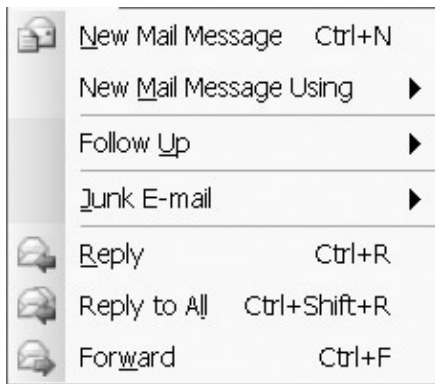 New Mail Message Ctrl+N
New Mail Message Using
Follow Up
Junk E-mail
Reply Ctrl+R
Reply to All Ctrl+Shift+R
Forward Ctrl+F